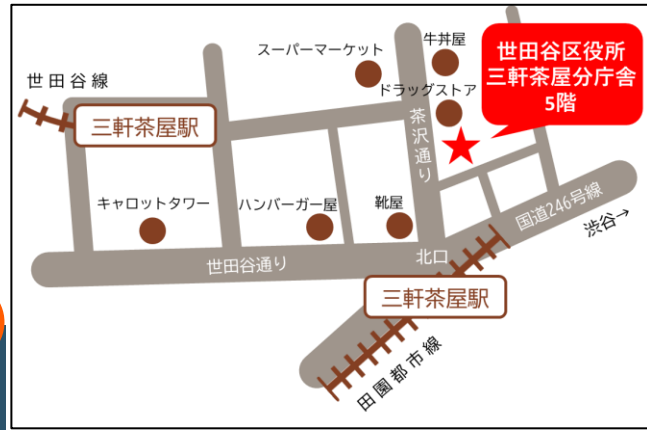 世田谷線
三軒茶屋駅
スーパーマーケット
牛丼屋
ドラッグストア
世田谷区役所
三軒茶屋分庁舎
5階
茶沢通り
キャロットタワー
ハンバーガー屋
靴屋
国道246号線
渋谷→
世田谷通り
北口
三軒茶屋駅
田園都市線